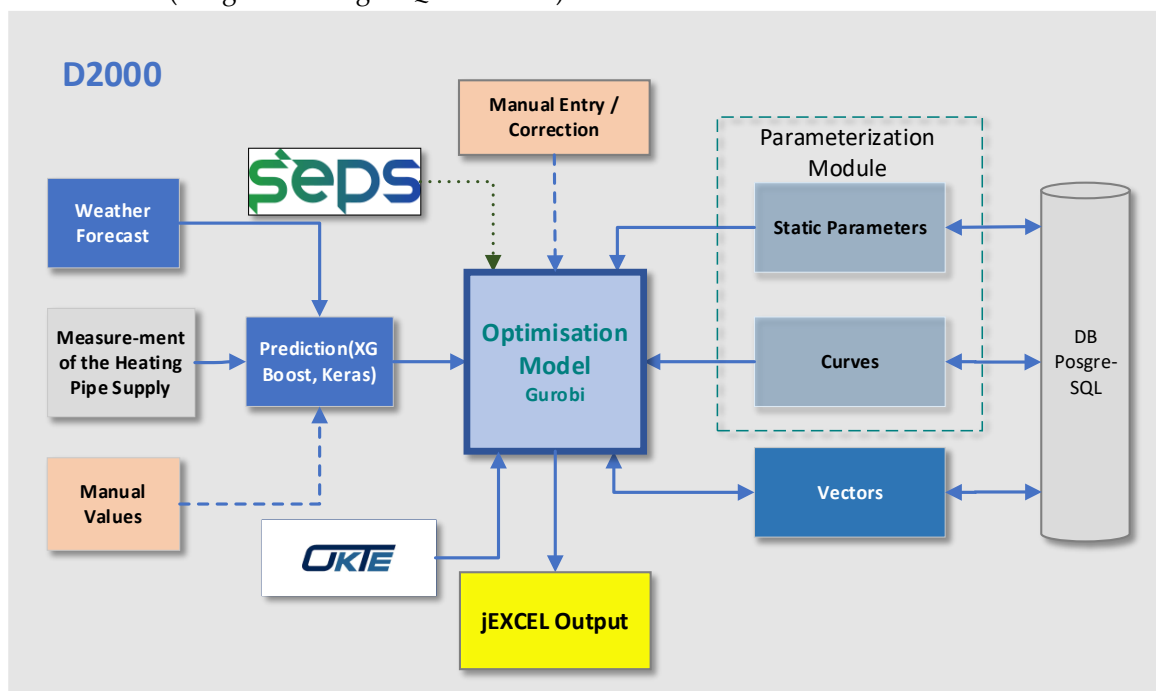 D2000
Manual Entry /
Correction
Parameterization
Module
seps
Weather
Forecast
Static Parameters
Measure-ment
of the Heating
Pipe Supply
Prediction(XG
Boost, Keras)
Optimisation
Model
Gurobi
Curves
DB
Posgre-
SQL
Manual
Values
Vectors
OKTE
jEXCEL Output